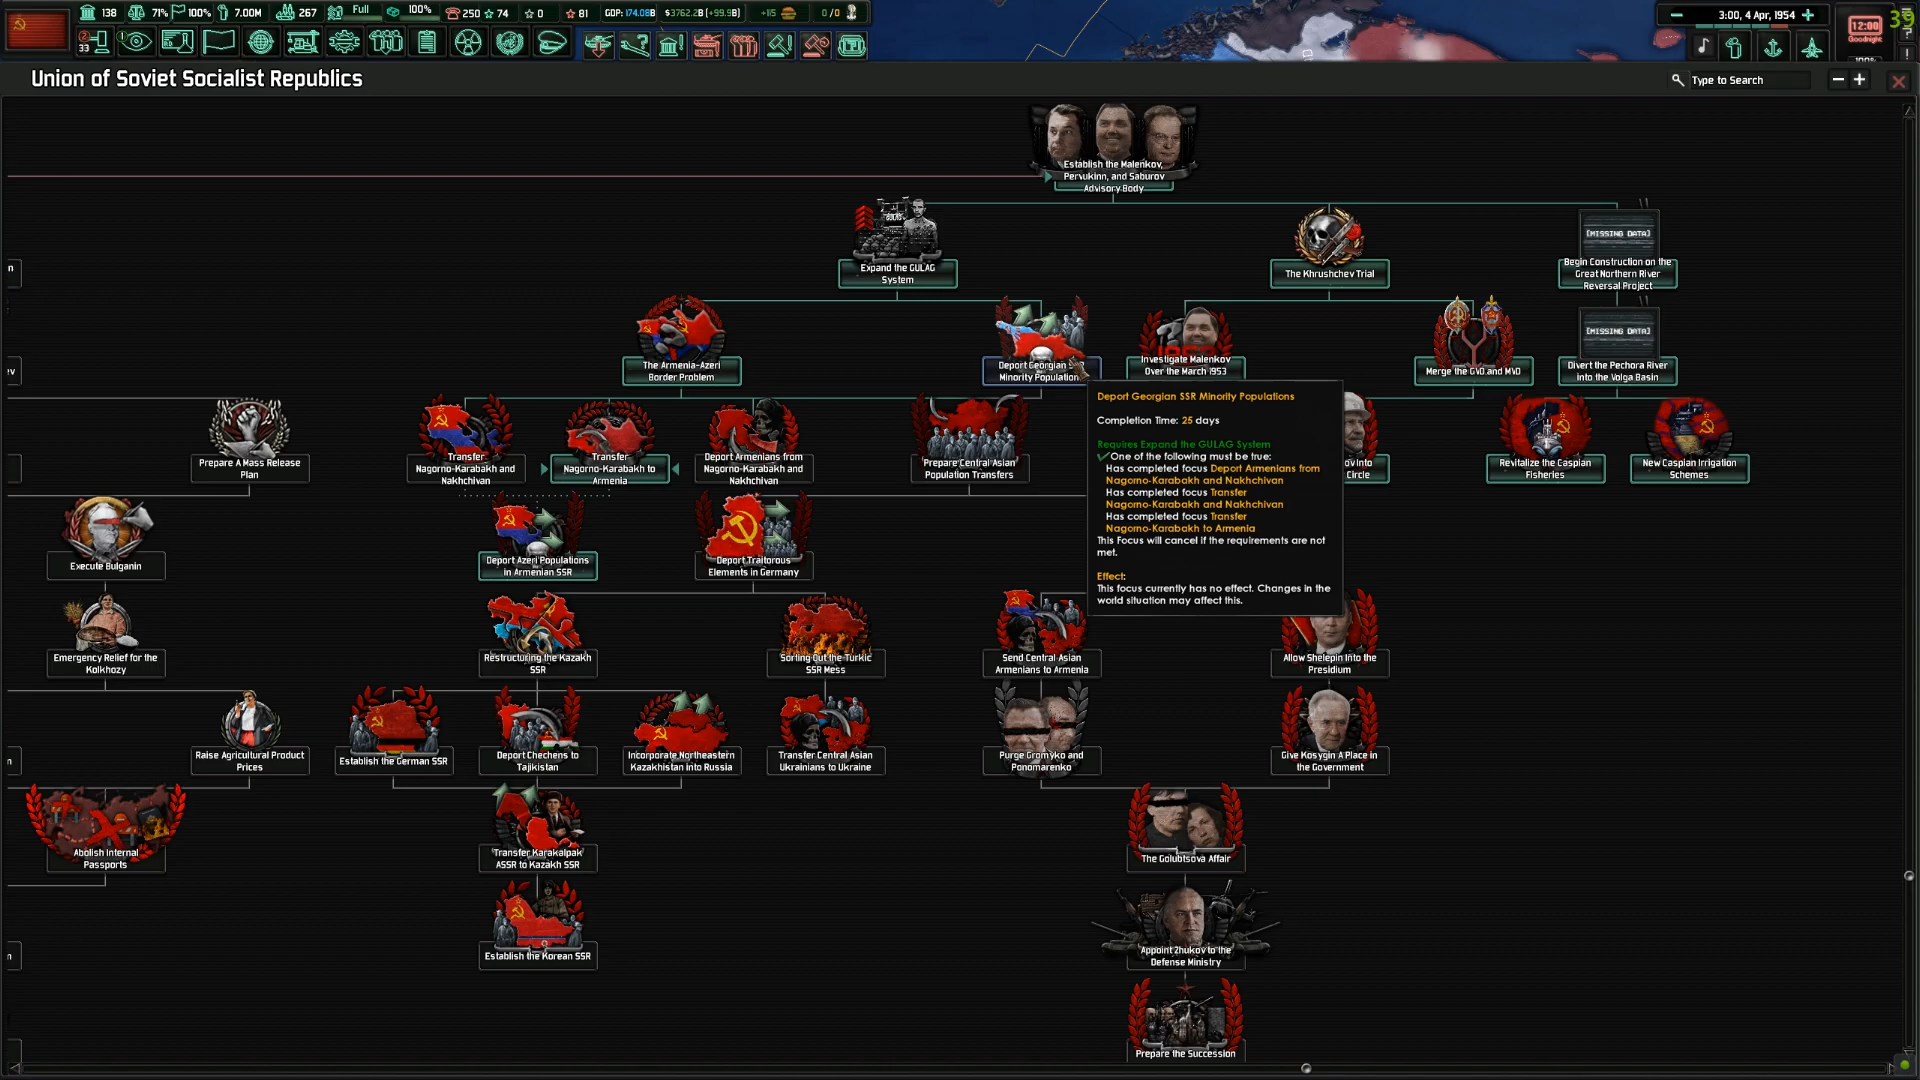 138
71%
100%
7.00M
267
Full
100%
250
74
0
81
GDP: 174.08B
$3762.2B (+99.9%)
+115
0/0
3:00, 4 Apr, 1954
12:00
Goodnight
39
33
Union of Soviet Socialist Republics
Type to Search
Establish the Malenkov,
Pervukinn, and Saburov
Advisory Body
Expand the GULAG
System
The Khrushchev Trial
[MISSING DATA]
Begin Construction on the
Great Northern River
Reversal Project
The Armenia-Azeri
Border Problem
Deport Georgian SSR
Minority Populations
Investigate Malenkov
Over the March 1953
Merge the GVD and MVD
[MISSING DATA]
Divert the Pechora River
into the Volga Basin
Prepare A Mass Release
Plan
Transfer
Nagorno-Karabakh and
Nakhchivan
Transfer
Nagorno-Karabakh to
Armenia
Deport Armenians from
Nagorno-Karabakh and
Nakhchivan
Prepare Central Asian
Population Transfers
ov Into
Circle
Revitalize the Caspian
Fisheries
New Caspian Irrigation
Schemes
Deport Georgian SSR Minority Populations
Completion Time: 25 days
Requires Expand the GULAG System
One of the following must be true:
Has completed focus Deport Armenians from
Nagorno-Karabakh and Nakhchivan
Has completed focus Transfer
Nagorno-Karabakh and Nakhchivan
Has completed focus Transfer
Nagorno-Karabakh to Armenia
This Focus will cancel if the requirements are not
met.
Effect:
This focus currently has no effect. Changes in the
world situation may affect this.
Execute Bulganin
Deport Azeri Populations
in Armenian SSR
Deport Traitorous
Elements in Germany
Emergency Relief for the
Kolkhozy
Restructuring the Kazakh
SSR
Sorting Out the Turkic
SSR Mess
Send Central Asian
Armenians to Armenia
Allow Shelepin Into the
Presidium
Raise Agricultural Product
Prices
Establish the German SSR
Deport Chechens to
Tajikistan
Incorporate Northeastern
Kazakhstan into Russia
Transfer Central Asian
Ukrainians to Ukraine
Purge Gromyko and
Ponomarenko
Give Kosygin A Place in
the Government
Abolish Internal
Passports
Transfer Karakalpak
ASSR to Kazakh SSR
The Golubtsova Affair
Establish the Korean SSR
Appoint Zhukov to the
Defense Ministry
Prepare the Succession